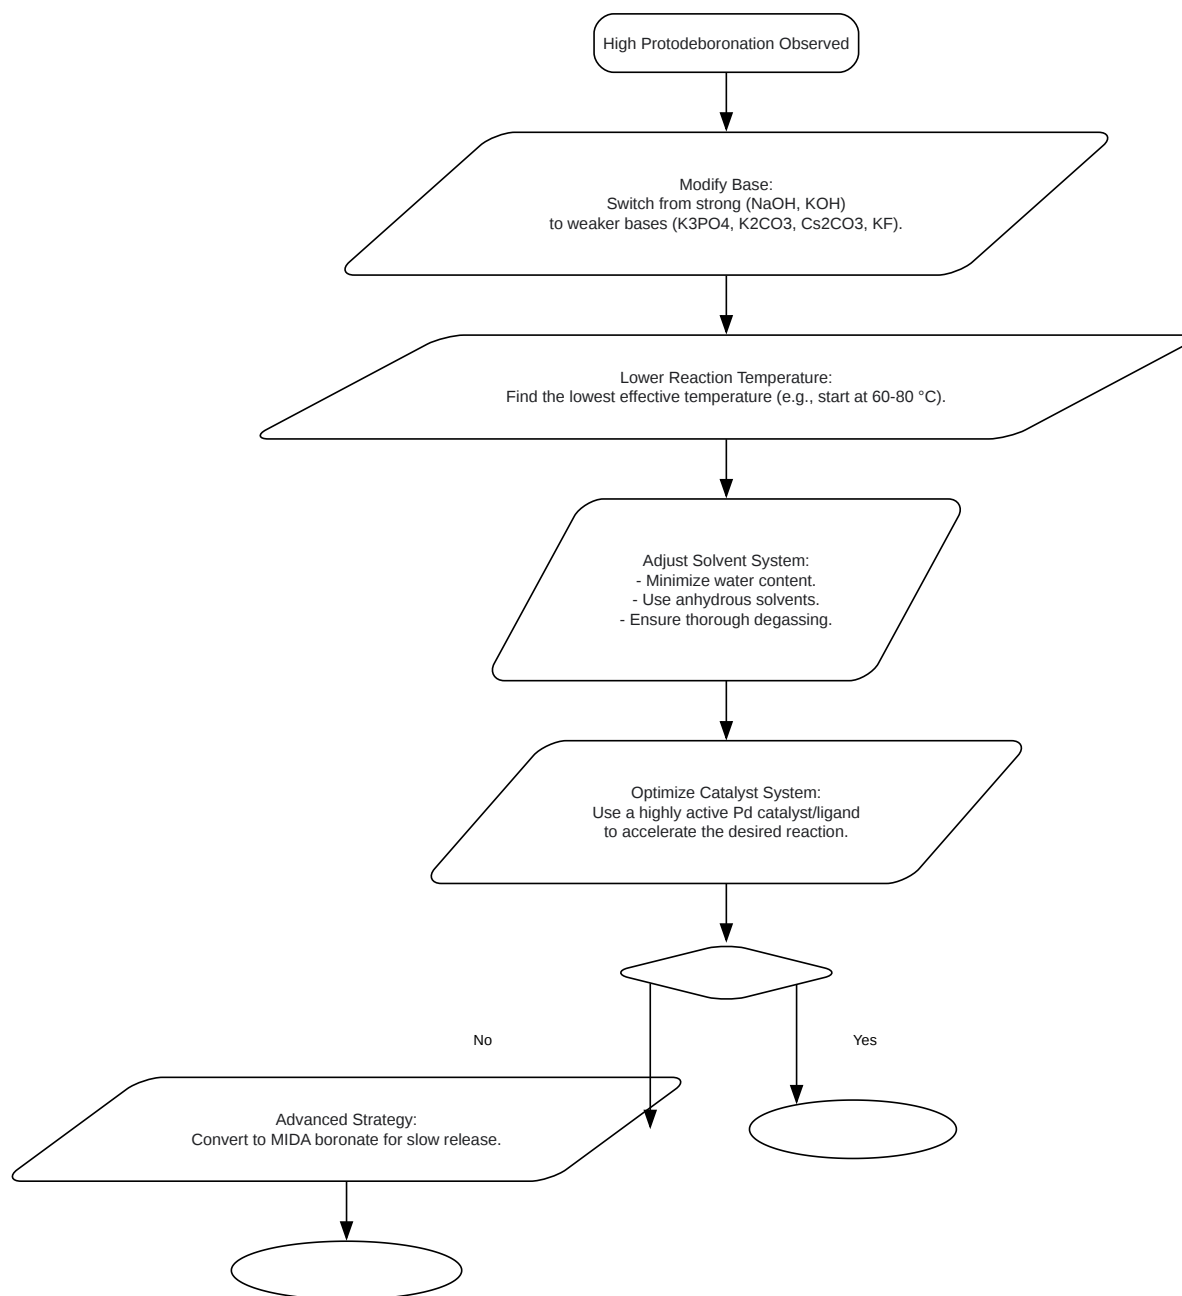 High Protodeboronation Observed
Modify Base:
Switch from strong (NaOH, KOH)
to weaker bases (K3PO4, K2CO3, Cs2CO3, KF).
Lower Reaction Temperature:
Find the lowest effective temperature (e.g., start at 60-80 °C).
Adjust Solvent System:
- Minimize water content.
- Use anhydrous solvents.
- Ensure thorough degassing.
Optimize Catalyst System:
Use a highly active Pd catalyst/ligand
to accelerate the desired reaction.
No
Yes
Advanced Strategy:
Convert to MIDA boronate for slow release.